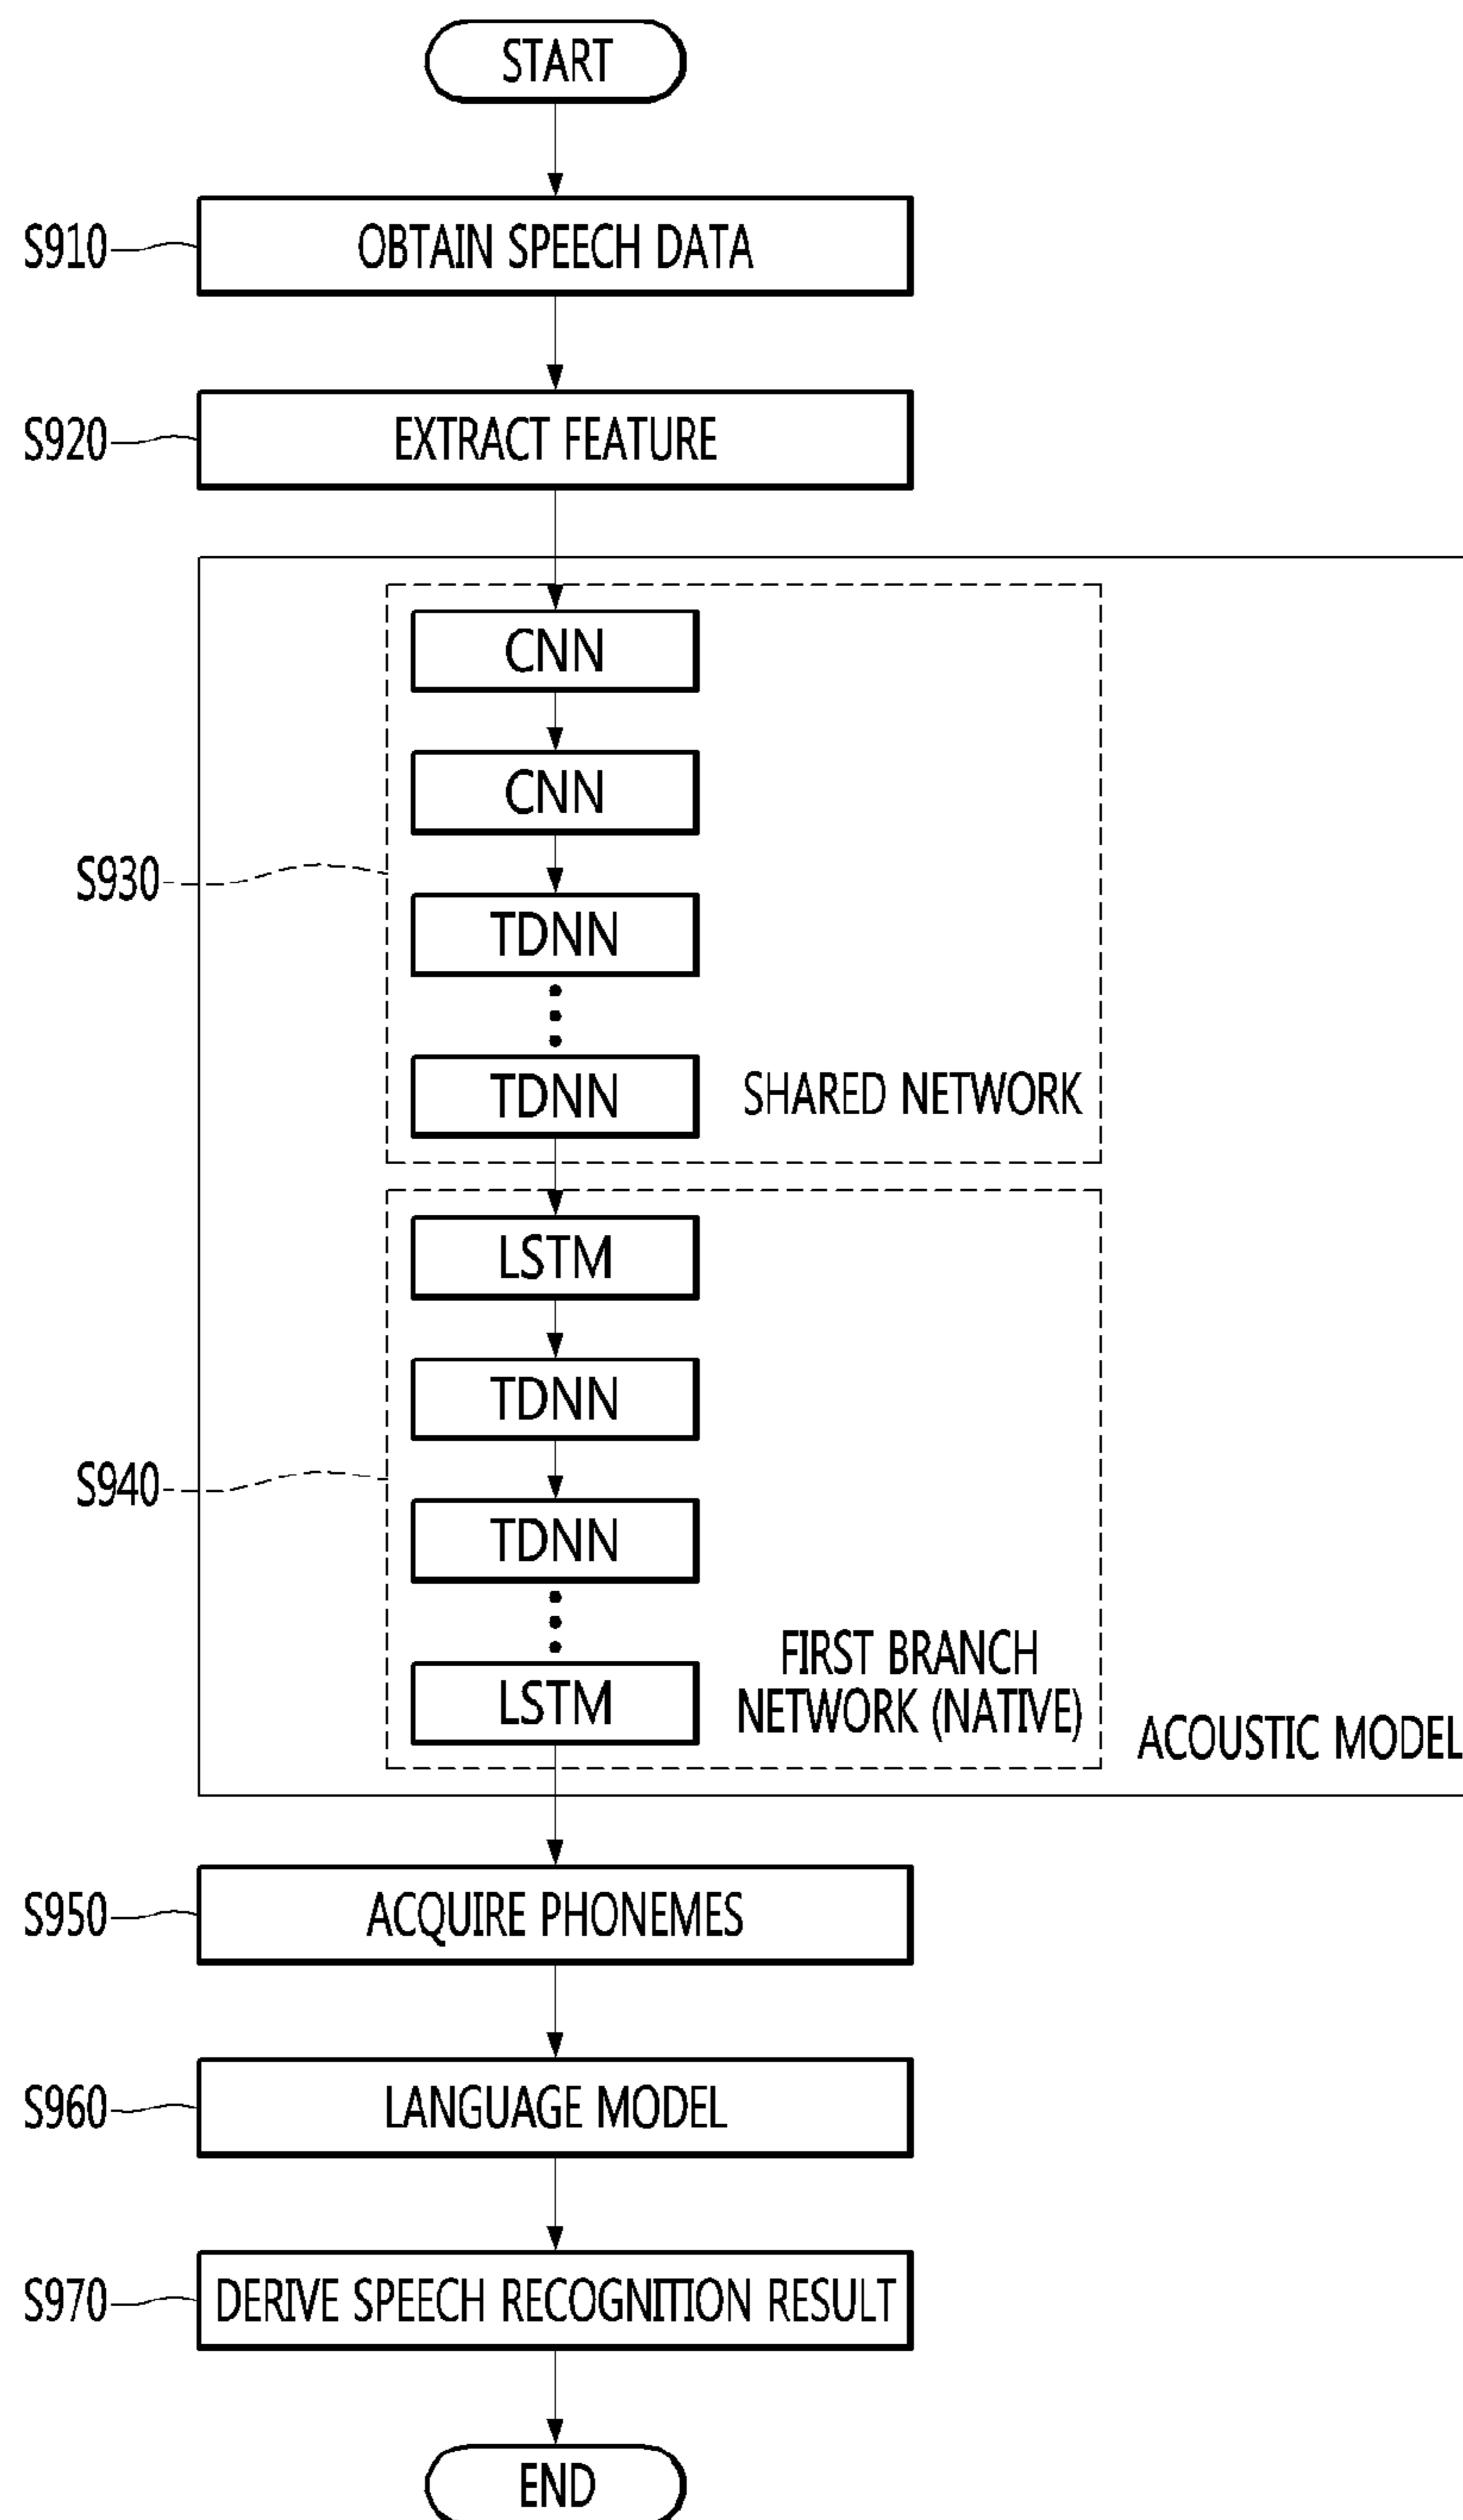 START
S910
OBTAIN SPEECH DATA
S920
EXTRACT FEATURE
CNN
CNN
S930
TDNN
TDNN
SHARED NETWORK
LSTM
TDNN
S940
TDNN
LSTM
FIRST BRANCH
NETWORK (NATIVE)
ACOUSTIC MODEL
S950
ACQUIRE PHONEMES
S960
LANGUAGE MODEL
S970
DERIVE SPEECH RECOGNITION RESULT
END